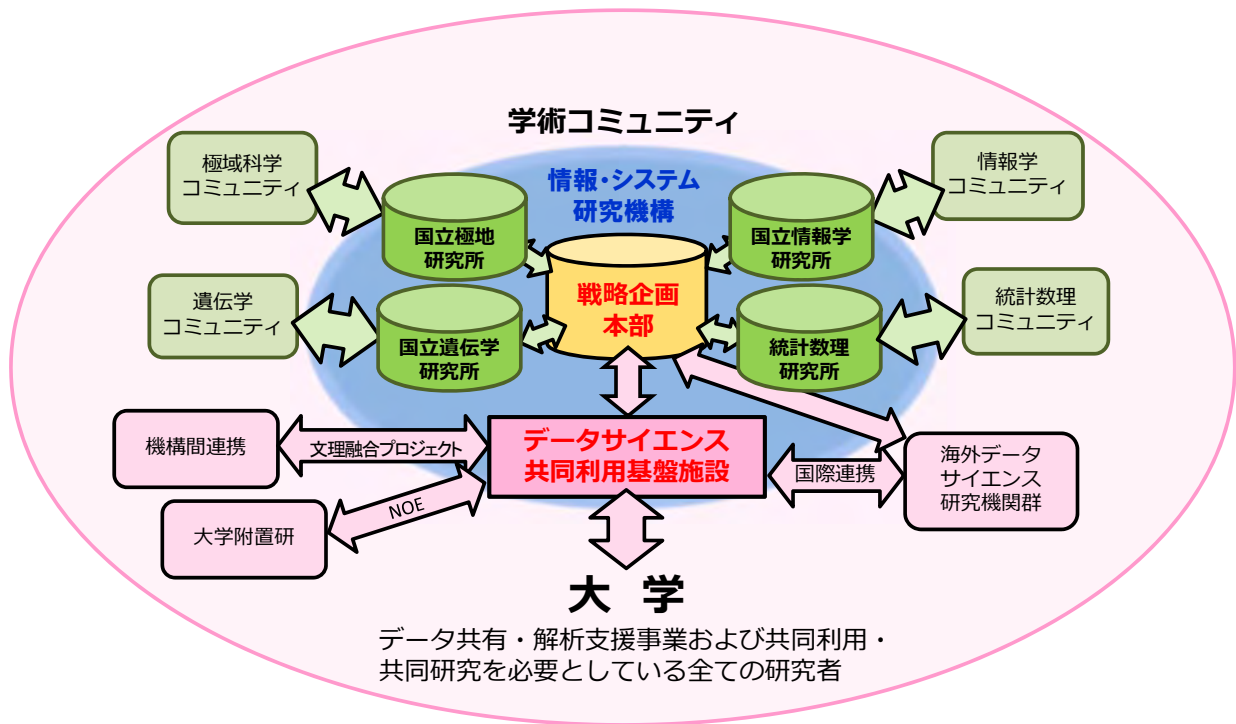 学術コミュニティ
極域科学
コミュニティ
情報・システム
研究機構
情報学
コミュニティ
国立極地
研究所
国立情報学
研究所
戦略企画
本部
遺伝学
コミュニティ
国立遺伝学
研究所
統計数理
研究所
統計数理
コミュニティ
機構間連携
文理融合プロジェクト
データサイエンス
共同利用基盤施設
国際連携
海外データ
サイエンス
研究機関群
大学附置研
NOE
大 学
データ共有・解析支援事業および共同利用・
共同研究を必要としている全ての研究者